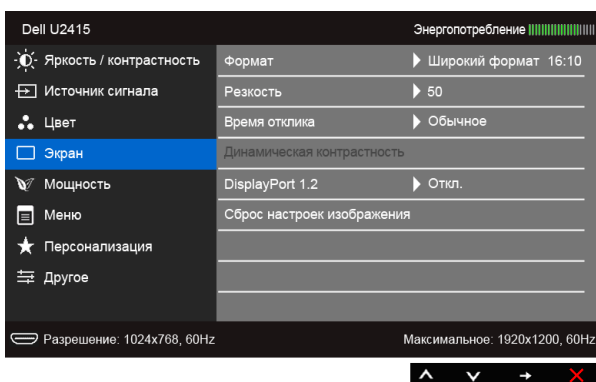 Dell U2415 Энергопотребление
Яркость / контрастность Формат Широкий формат 16:10
Источник сигнала Резкость 50
Цвет Время отклика Обычное
Экран Динамическая контрастность
Мощность DisplayPort 1.2 Откл.
Меню Сброс настроек изображения
Персонализация
Другое
Разрешение: 1024x768, 60Hz Максимальное: 1920x1200, 60Hz